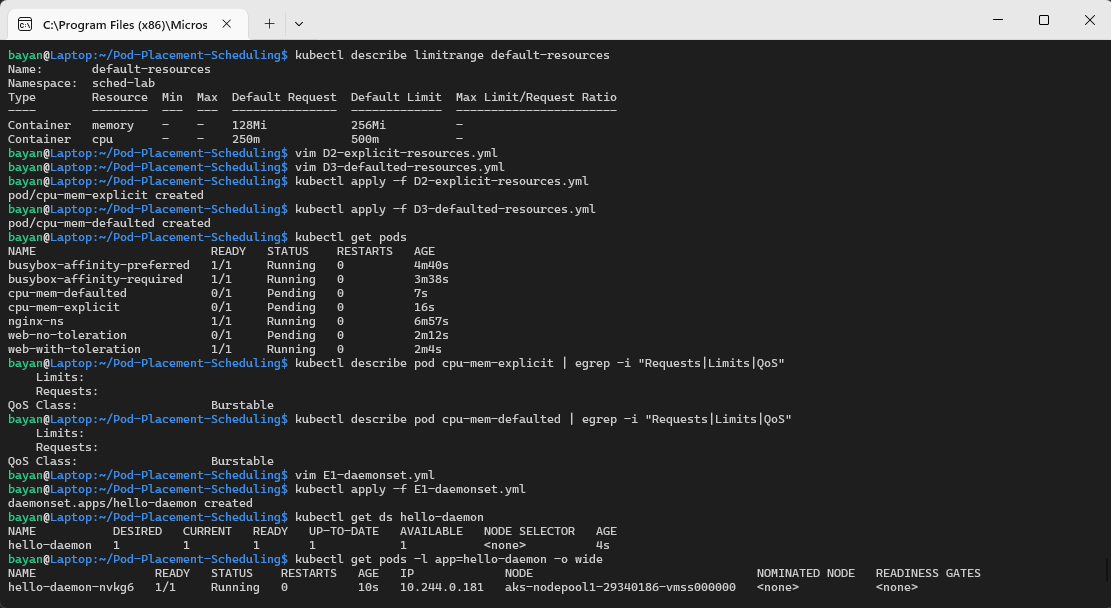 C:\Program Files (x86)\Micros
bayan@Laptop:~/Pod-Placement-Scheduling$ kubectl describe limitrange default-resources
Name:       default-resources
Namespace:  sched-lab
Type        Resource  Min  Max  Default Request  Default Limit  Max Limit/Request Ratio
----        --------  ---  ---  ---------------  -------------  -----------------------
Container   memory    -    -    128Mi            256Mi          -
Container   cpu       -    -    250m             500m           -
bayan@Laptop:~/Pod-Placement-Scheduling$ vim D2-explicit-resources.yml
bayan@Laptop:~/Pod-Placement-Scheduling$ vim D3-defaulted-resources.yml
bayan@Laptop:~/Pod-Placement-Scheduling$ kubectl apply -f D2-explicit-resources.yml
pod/cpu-mem-explicit created
bayan@Laptop:~/Pod-Placement-Scheduling$ kubectl apply -f D3-defaulted-resources.yml
pod/cpu-mem-defaulted created
bayan@Laptop:~/Pod-Placement-Scheduling$ kubectl get pods
NAME                         READY   STATUS    RESTARTS   AGE
busybox-affinity-preferred   1/1     Running   0          4m40s
busybox-affinity-required    1/1     Running   0          3m38s
cpu-mem-defaulted            0/1     Pending   0          7s
cpu-mem-explicit             0/1     Pending   0          16s
nginx-ns                     1/1     Running   0          6m57s
web-no-toleration            0/1     Pending   0          2m12s
web-with-toleration          1/1     Running   0          2m4s
bayan@Laptop:~/Pod-Placement-Scheduling$ kubectl describe pod cpu-mem-explicit | egrep -i "Requests|Limits|QoS"
    Limits:
    Requests:
QoS Class:                   Burstable
bayan@Laptop:~/Pod-Placement-Scheduling$ kubectl describe pod cpu-mem-defaulted | egrep -i "Requests|Limits|QoS"
    Limits:
    Requests:
QoS Class:                   Burstable
bayan@Laptop:~/Pod-Placement-Scheduling$ vim E1-daemonset.yml
bayan@Laptop:~/Pod-Placement-Scheduling$ kubectl apply -f E1-daemonset.yml
daemonset.apps/hello-daemon created
bayan@Laptop:~/Pod-Placement-Scheduling$ kubectl get ds hello-daemon
NAME           DESIRED   CURRENT   READY   UP-TO-DATE   AVAILABLE   NODE SELECTOR   AGE
hello-daemon   1         1         1       1            1           <none>          4s
bayan@Laptop:~/Pod-Placement-Scheduling$ kubectl get pods -l app=hello-daemon -o wide
NAME                 READY   STATUS    RESTARTS   AGE   IP             NODE                                NOMINATED NODE   READINESS GATES
hello-daemon-nvkg6   1/1     Running   0          10s   10.244.0.181   aks-nodepool1-29340186-vmss000000   <none>           <none>